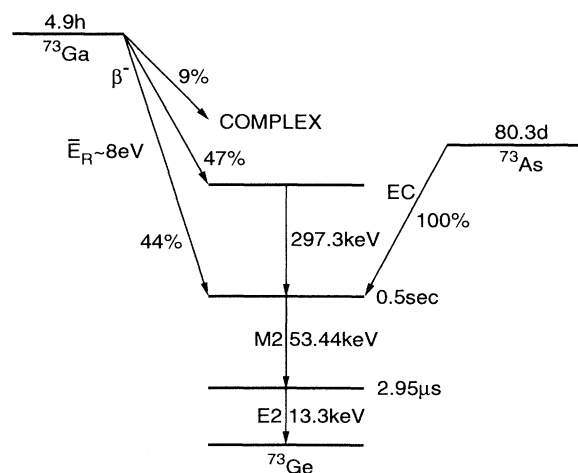 4.9h
⁷³Ga
β⁻
9%
COMPLEX
E̅_R~8eV
47%
80.3d
⁷³As
EC
100%
44%
297.3keV
0.5sec
M2 53.44keV
2.95μs
E2 13.3keV
⁷³Ge